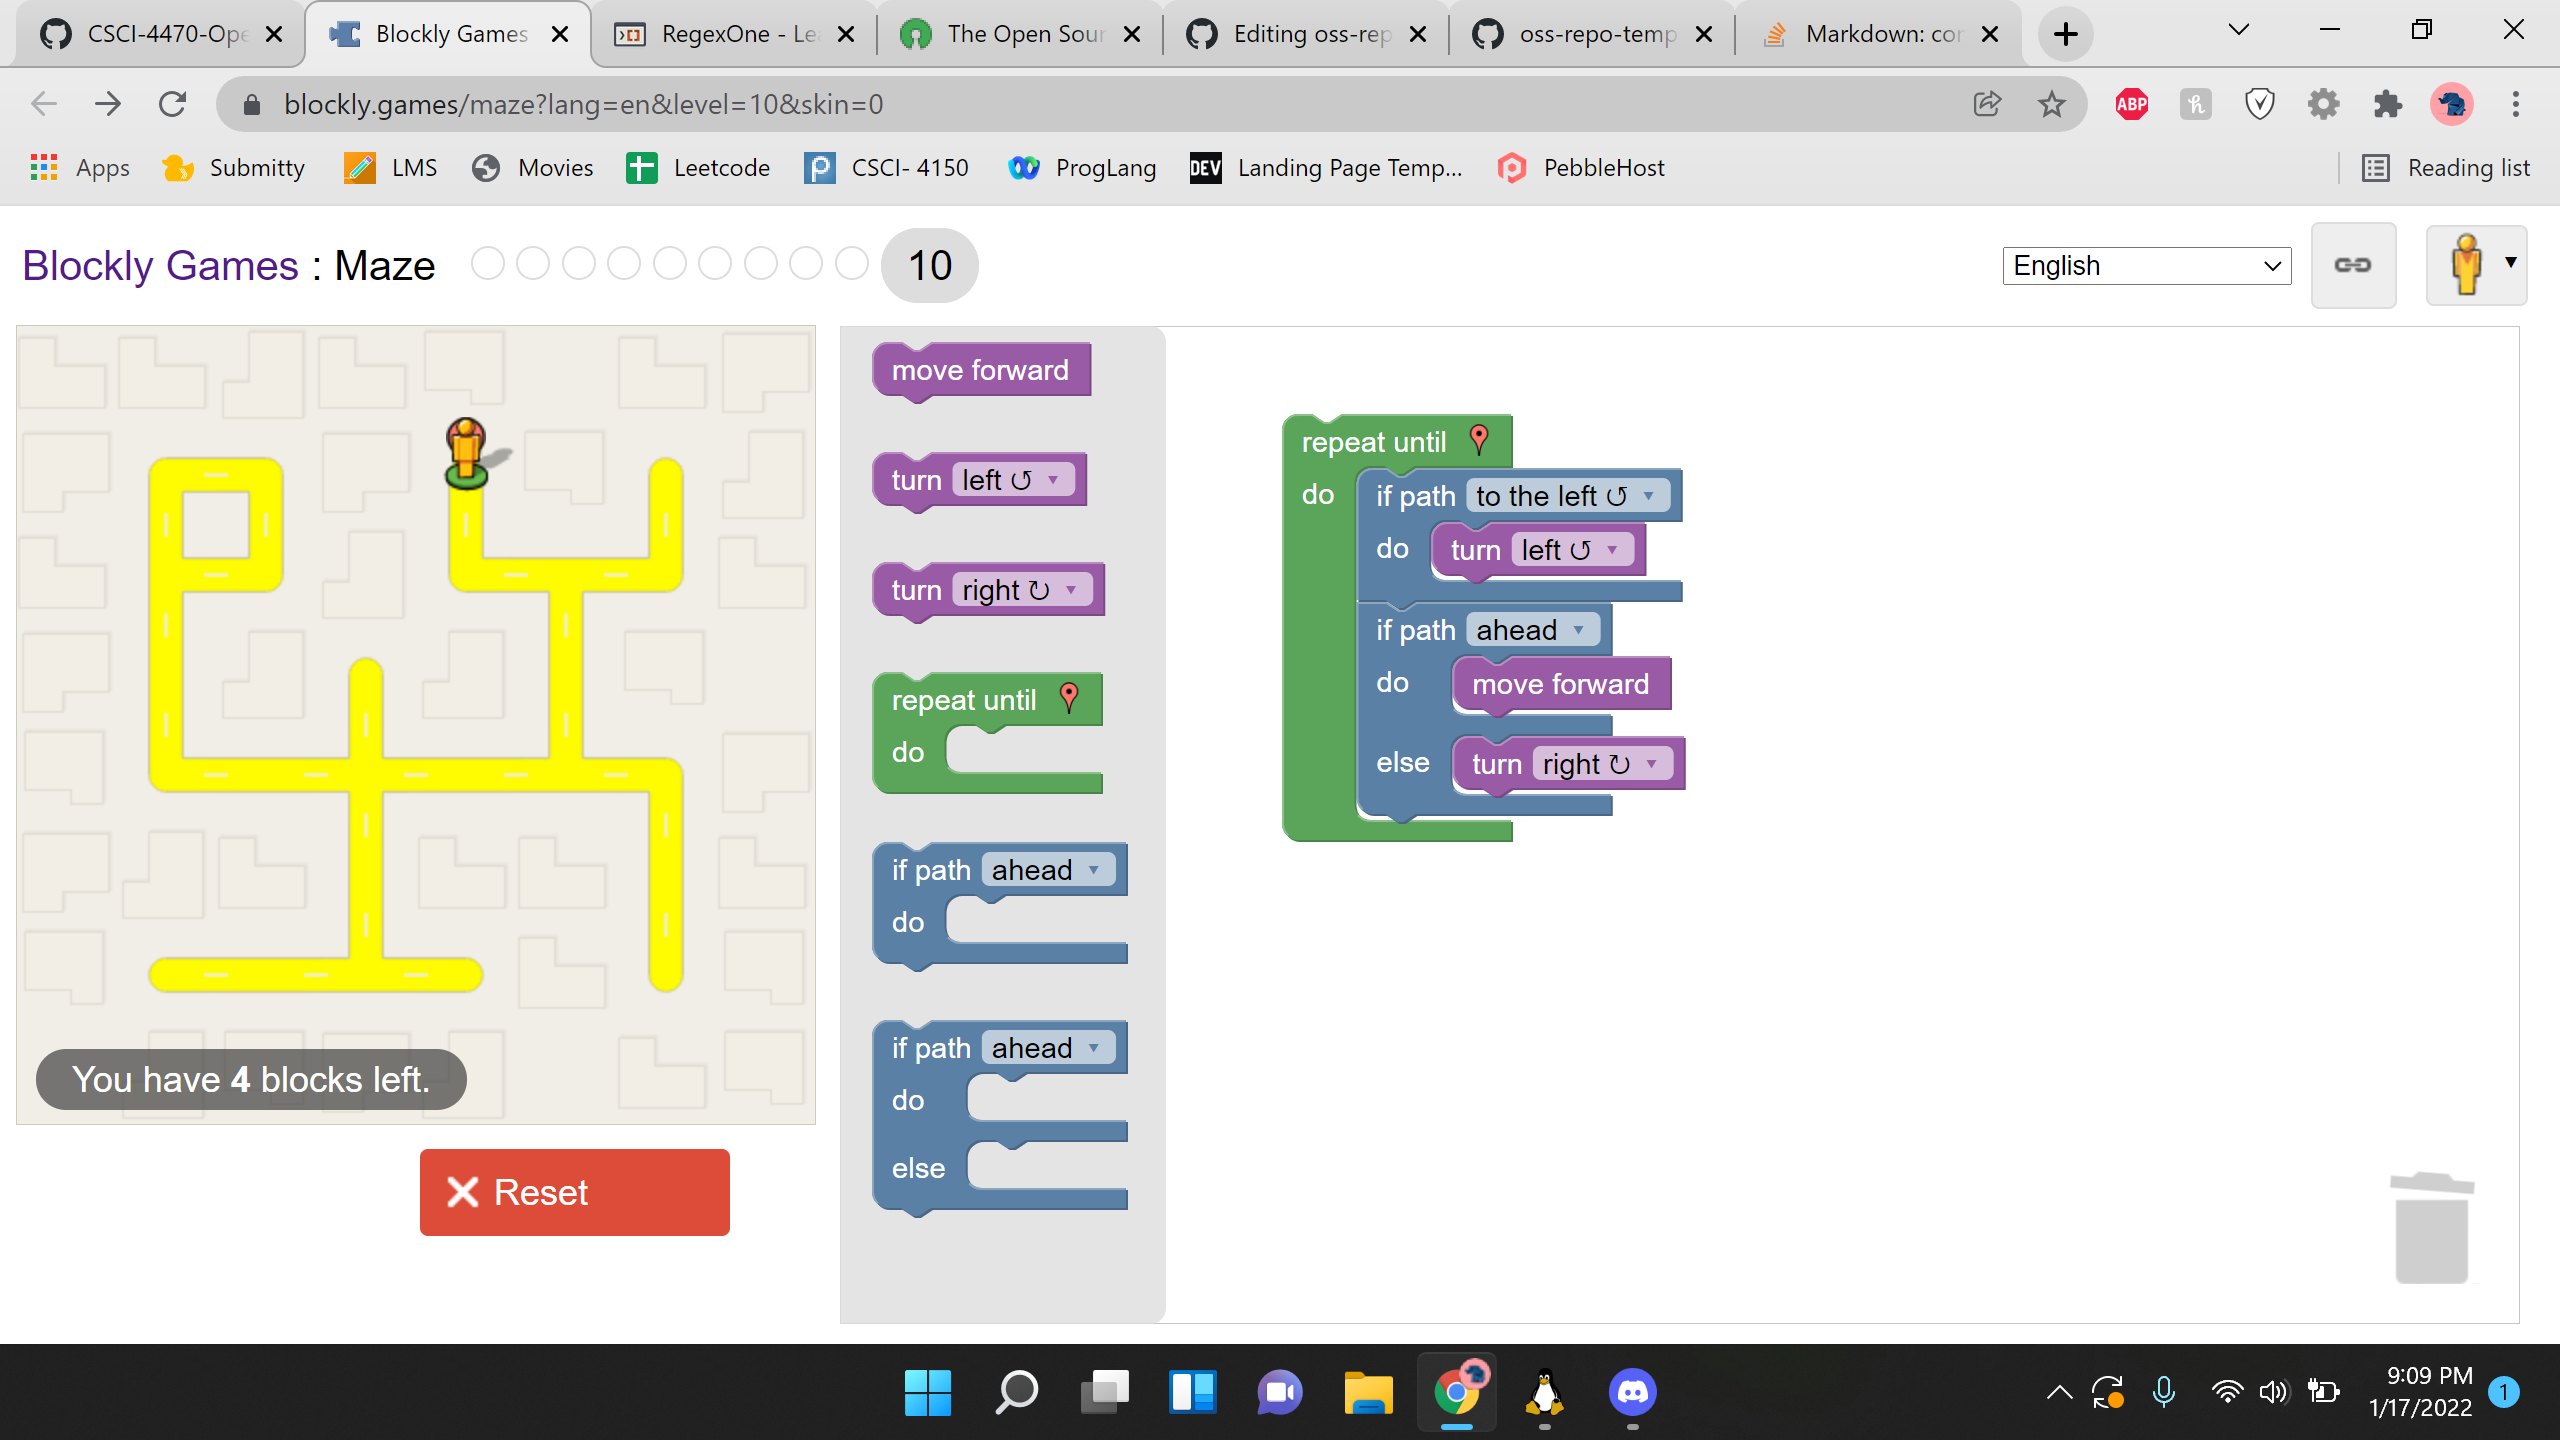 CSCI-4470-Ope
Blockly Games
RegexOne - Lea
The Open Sour
Editing oss-rep
oss-repo-temp
Markdown: cor
blockly.games/maze?lang=en&level=10&skin=0
ABP
Apps
Submitty
LMS
Movies
Leetcode
CSCI- 4150
ProgLang
DEV
Landing Page Temp...
PebbleHost
Reading list
Blockly Games : Maze
10
English
move forward
turn left ↺
turn right ↻
repeat until
do
if path ahead
do
if path ahead
do
else
repeat until
do
if path to the left ↺
do
turn left ↺
if path ahead
do
move forward
else
turn right ↻
You have 4 blocks left.
Reset
9:09 PM
1/17/2022
1